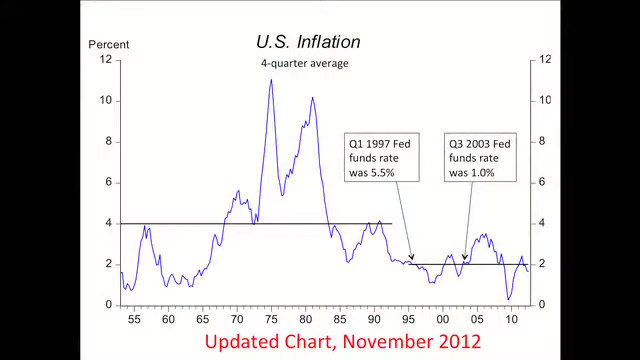 U.S. Inflation
Percent
4-quarter average
12
12
10
10
8
8
6
6
4
4
2
2
0
0
Q1 1997 Fed
funds rate
was 5.5%
Q3 2003 Fed
funds rate
was 1.0%
55 60 65 70 75 80 85 90 95 00 05 10
Updated Chart, November 2012